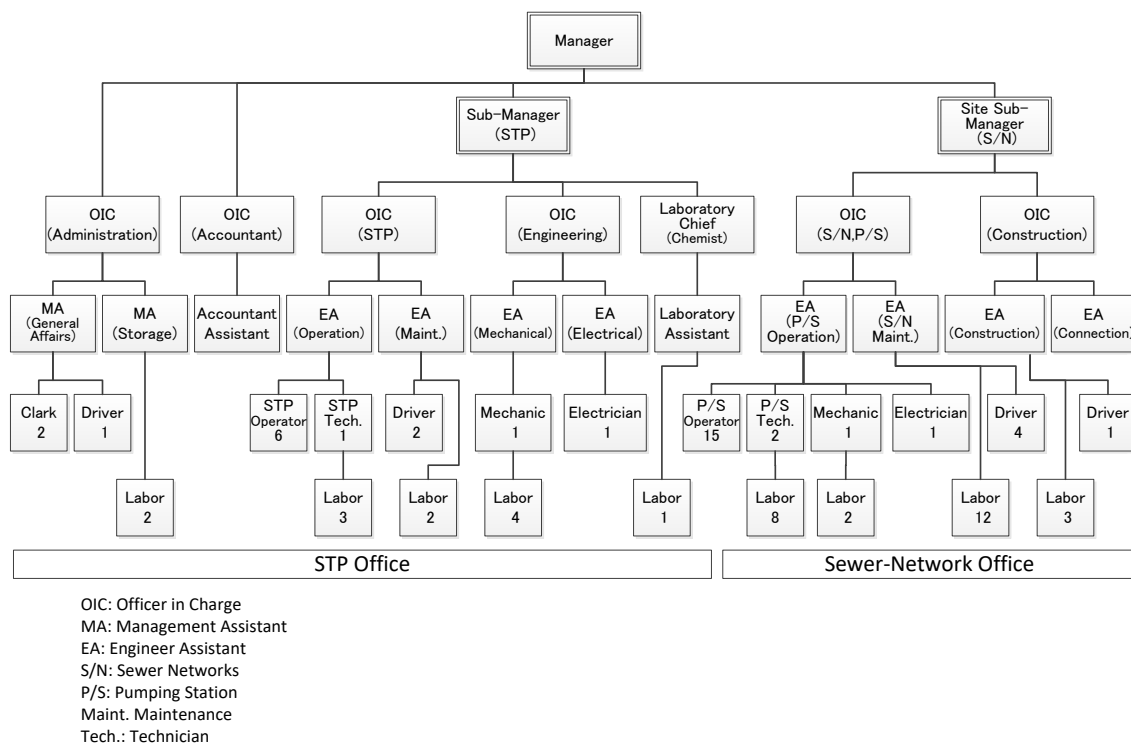 Manager
Sub-Manager
(STP)
Site Sub-
Manager
(S/N)
OIC
(Administration)
OIC
(Accountant)
OIC
(STP)
OIC
(Engineering)
Laboratory
Chief
(Chemist)
OIC
(S/N,P/S)
OIC
(Construction)
MA
(General
Affairs)
MA
(Storage)
Accountant
Assistant
EA
(Operation)
EA
(Maint.)
EA
(Mechanical)
EA
(Electrical)
Laboratory
Assistant
EA
(P/S
Operation)
EA
(S/N
Maint.)
EA
(Construction)
EA
(Connection)
Clark
2
Driver
1
STP
Operator
6
STP
Tech.
1
Driver
2
Mechanic
1
Electrician
1
P/S
Operator
15
P/S
Tech.
2
Mechanic
1
Electrician
1
Driver
4
Driver
1
Labor
2
Labor
3
Labor
2
Labor
4
Labor
1
Labor
8
Labor
2
Labor
12
Labor
3
STP Office
Sewer-Network Office
OIC: Officer in Charge
MA: Management Assistant
EA: Engineer Assistant
S/N: Sewer Networks
P/S: Pumping Station
Maint. Maintenance
Tech.: Technician